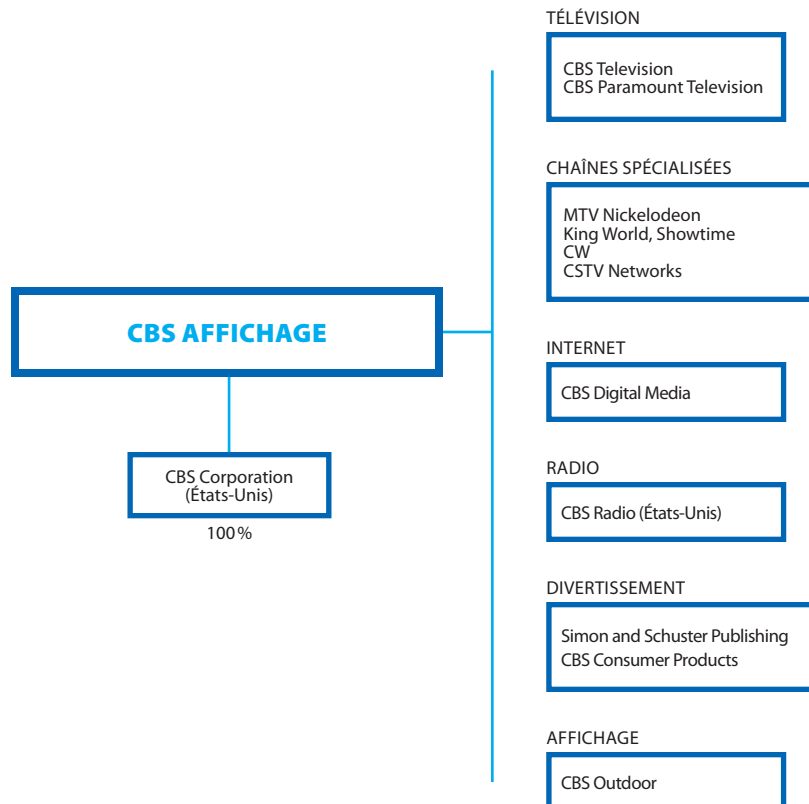 TÉLÉVISION
CBS Television
CBS Paramount Television
CHAÎNES SPÉCIALISÉES
MTV Nickelodeon
King World, Showtime
CW
CSTV Networks
CBS AFFICHAGE
CBS Corporation
(États-Unis)
100 %
INTERNET
CBS Digital Media
RADIO
CBS Radio (États-Unis)
DIVERTISSEMENT
Simon and Schuster Publishing
CBS Consumer Products
AFFICHAGE
CBS Outdoor